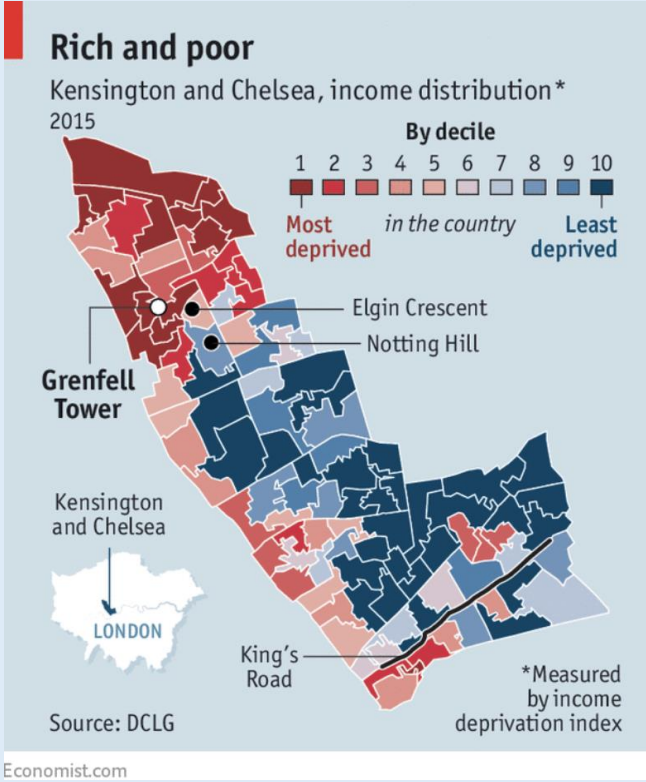 Rich and poor
Kensington and Chelsea, income distribution*
2015
By decile
1 2 3 4 5 6 7 8 9 10
Most
deprived
in the country
Least
deprived
Elgin Crescent
Notting Hill
Grenfell
Tower
Kensington
and Chelsea
LONDON
King's
Road
*Measured
by income
deprivation index
Source: DCLG
Economist.com